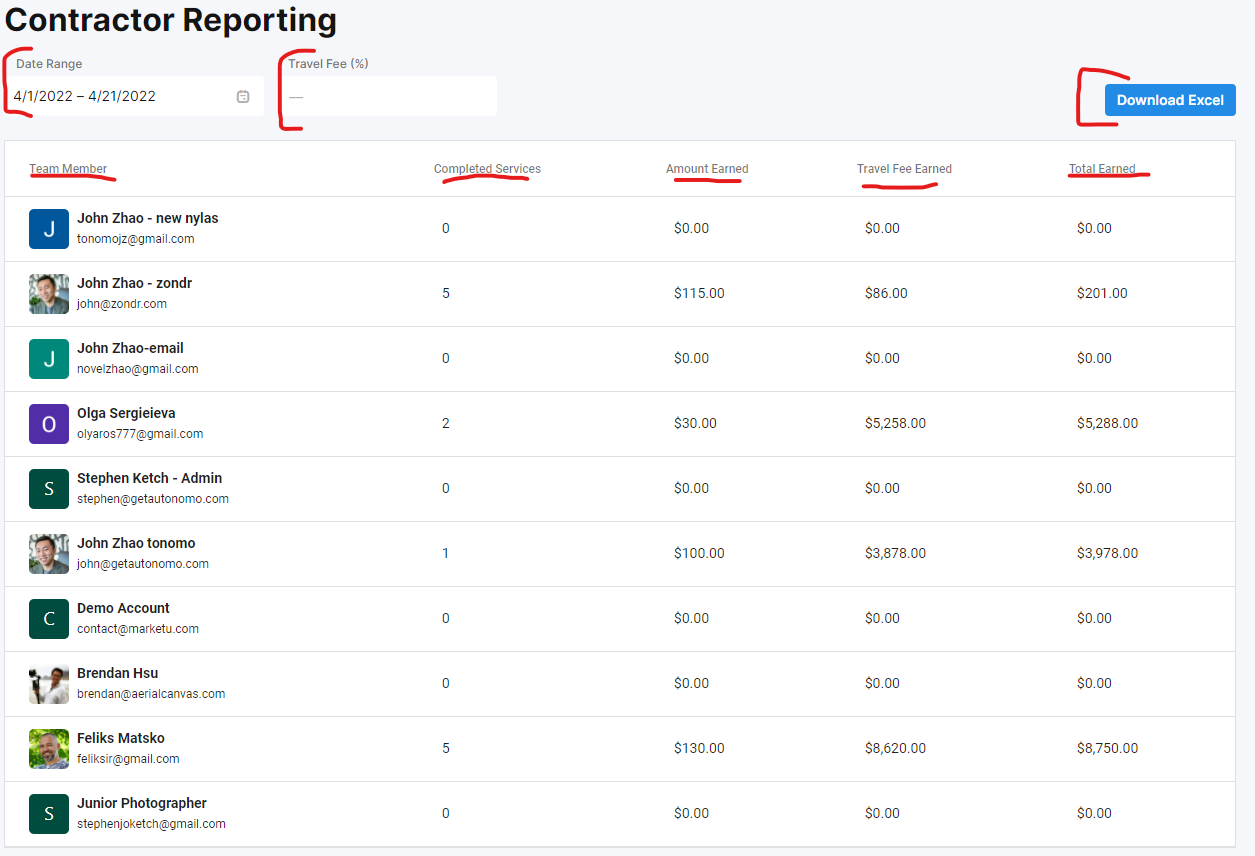 Contractor Reporting
Date Range
Travel Fee (%)
4/1/2022 – 4/21/2022
—
Download Excel
Team Member Completed Services Amount Earned Travel Fee Earned Total Earned
J
John Zhao - new nylas
tonomojz@gmail.com
0 $0.00 $0.00 $0.00
John Zhao - zondr
john@zondr.com
5 $115.00 $86.00 $201.00
J
John Zhao-email
novelzhao@gmail.com
0 $0.00 $0.00 $0.00
O
Olga Sergieieva
olyaros777@gmail.com
2 $30.00 $5,258.00 $5,288.00
S
Stephen Ketch - Admin
stephen@getautonomo.com
0 $0.00 $0.00 $0.00
John Zhao tonomo
john@getautonomo.com
1 $100.00 $3,878.00 $3,978.00
C
Demo Account
contact@marketu.com
0 $0.00 $0.00 $0.00
Brendan Hsu
brendan@aerialcanvas.com
0 $0.00 $0.00 $0.00
Feliks Matsko
feliksir@gmail.com
5 $130.00 $8,620.00 $8,750.00
S
Junior Photographer
stephenjoketch@gmail.com
0 $0.00 $0.00 $0.00